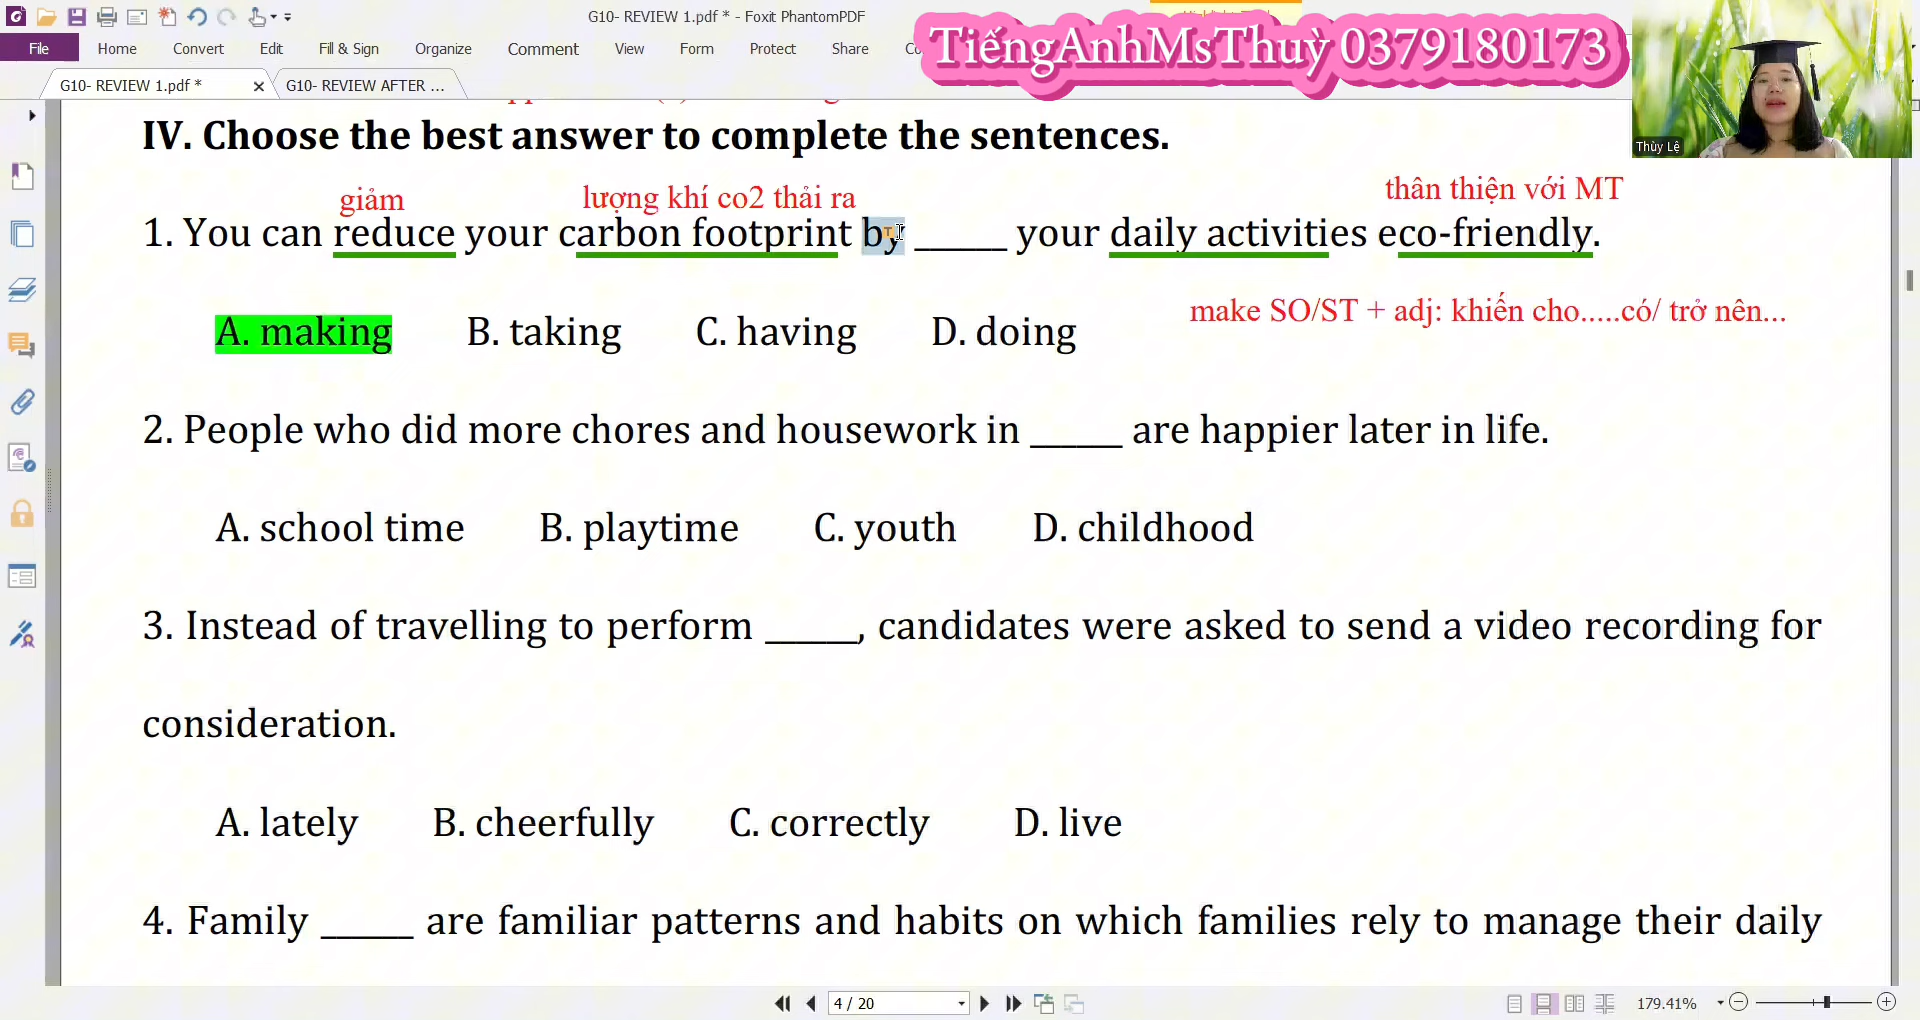 G10- REVIEW 1.pdf * - Foxit PhantomPDF
File Home Convert Edit Fill & Sign Organize Comment View Form Protect Share
TiếngAnhMsThuỳ 0379180173
G10- REVIEW 1.pdf * G10- REVIEW AFTER ...
Thùy Lê
IV. Choose the best answer to complete the sentences.
giảm lượng khí co2 thải ra thân thiện với MT
1. You can reduce your carbon footprint by ______ your daily activities eco-friendly.
make SO/ST + adj: khiến cho.....có/ trở nên...
A. making B. taking C. having D. doing
2. People who did more chores and housework in ______ are happier later in life.
A. school time B. playtime C. youth D. childhood
3. Instead of travelling to perform ______, candidates were asked to send a video recording for
consideration.
A. lately B. cheerfully C. correctly D. live
4. Family ______ are familiar patterns and habits on which families rely to manage their daily
4 / 20 179.41%